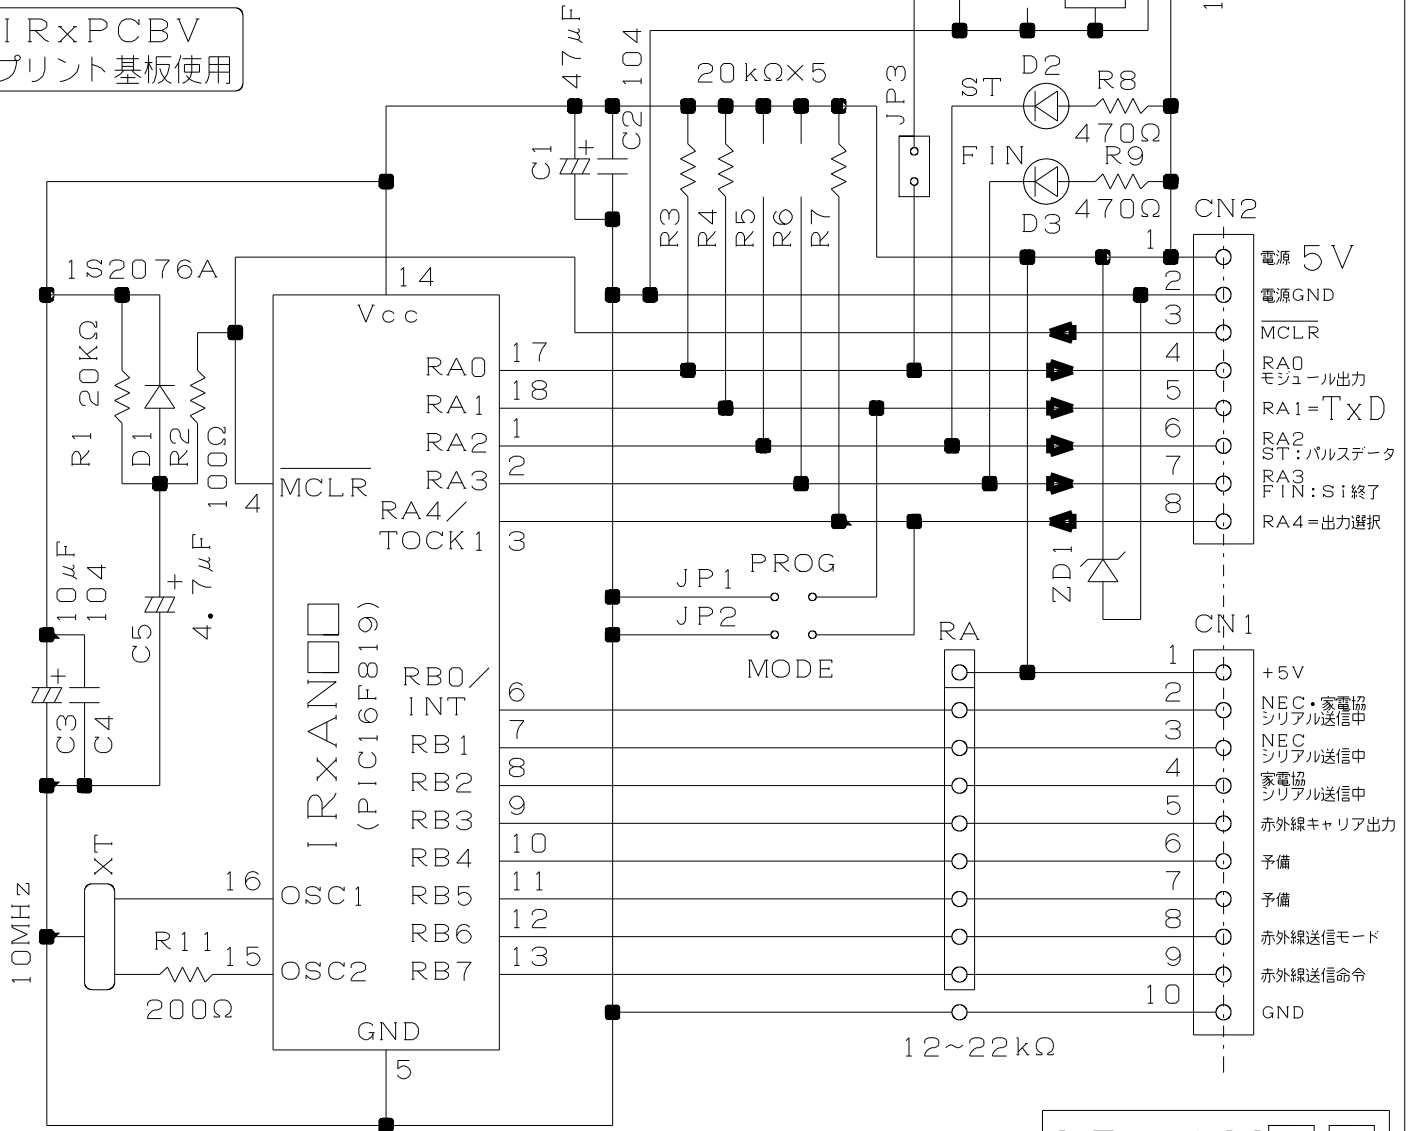 IRxPCBV
プリント基板使用
47μF
104
C1
+
C2
20kΩ×5
R3
R4
R5
R6
R7
JP3
ST
D2
R8
470Ω
FIN
R9
D3
470Ω
CN2
1
電源 5V
2
電源GND
3
MCLR
4
RA0
モジュール出力
5
RA1=TxD
6
RA2
ST:パルスデータ
7
RA3
FIN:Si終了
8
RA4=出力選択
1S2076A
R1 20KΩ
D1
R2
100Ω
14
Vcc
RA0
17
RA1
18
RA2
1
RA3
2
RA4/
TOCK1
3
MCLR
4
10μF
104
C5
+
4.7μF
+
C3
C4
IRxAN□□
(PIC16F819)
PROG
JP1
JP2
MODE
ZD1
RB0/
INT
6
RB1
7
RB2
8
RB3
9
RB4
10
RB5
11
RB6
12
RB7
13
RA
12~22kΩ
CN1
1
+5V
2
NEC・家電協
シリアル送信中
3
NEC
シリアル送信中
4
家電協
シリアル送信中
5
赤外線キャリア出力
6
予備
7
予備
8
赤外線送信モード
9
赤外線送信命令
10
GND
XT
10MHz
16
OSC1
R11
15
OSC2
200Ω
GND
5